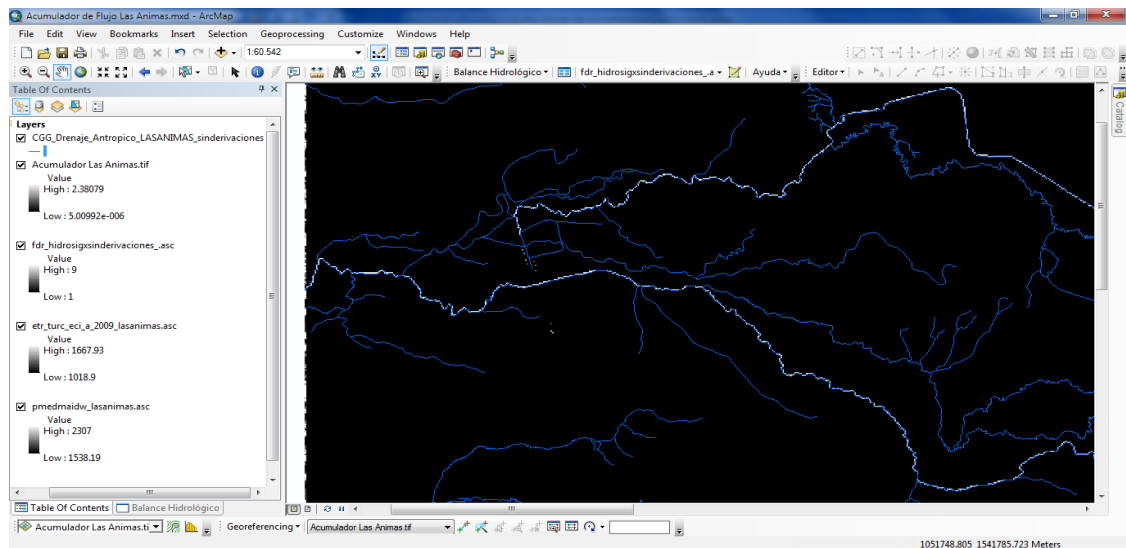 Acumulador de Flujo Las Animas.mxd - ArcMap
File Edit View Bookmarks Insert Selection Geoprocessing Customize Windows Help
1:60.542
Balance Hidrológico fdr_hidrosigxsinderivaciones_.a Ayuda Editor
Table Of Contents
Layers
CGG_Drenaje_Antropico_LASANIMAS_sinderivaciones
Acumulador Las Animas.tif
Value
High : 2.38079
Low : 5.00992e-006
fdr_hidrosigxsinderivaciones_.asc
Value
High : 9
Low : 1
etr_turc_eci_a_2009_lasanimas.asc
Value
High : 1667.93
Low : 1018.9
pmedmaidw_lasanimas.asc
Value
High : 2307
Low : 1538.19
Catalog
Table Of Contents Balance Hidrológico
Acumulador Las Animas.ti Georeferencing Acumulador Las Animas.tif
1051748.805 1541785.723 Meters